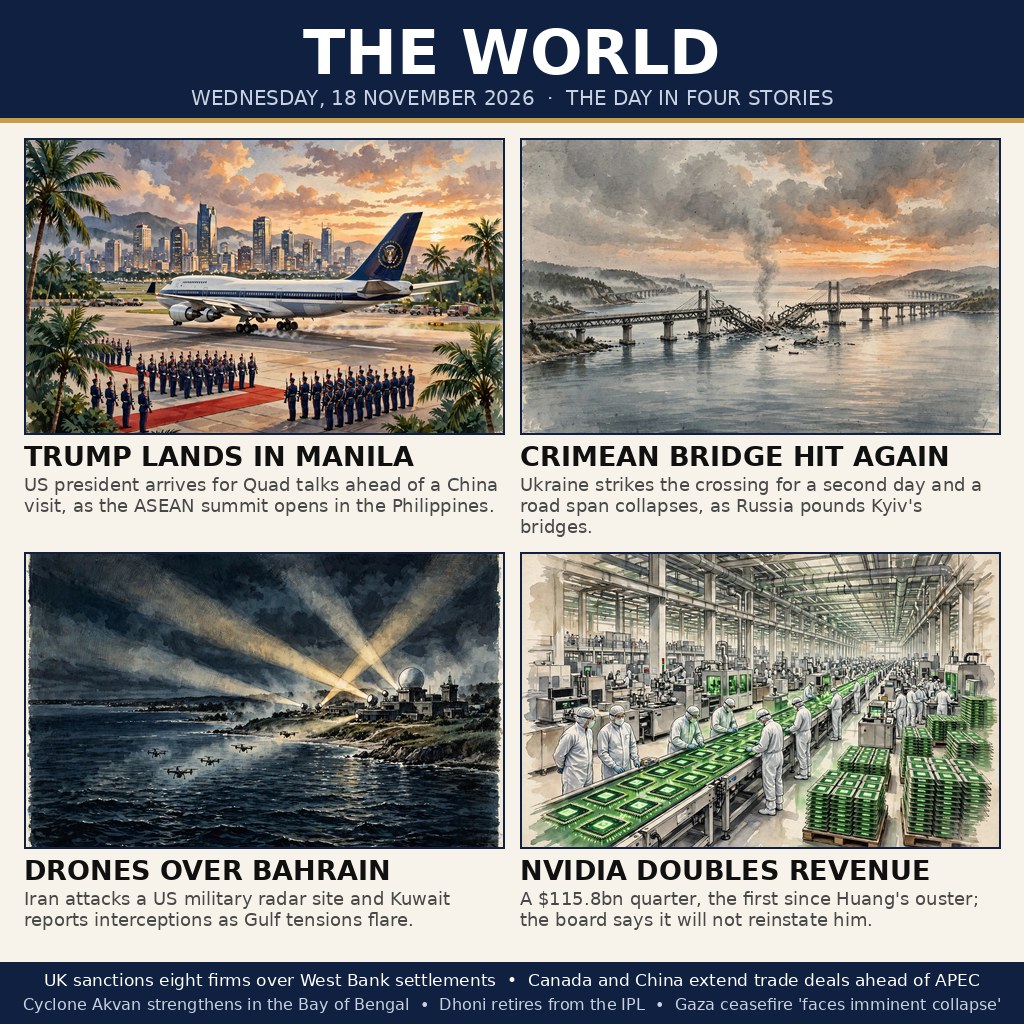 THE WORLD
WEDNESDAY, 18 NOVEMBER 2026 · THE DAY IN FOUR STORIES
TRUMP LANDS IN MANILA
US president arrives for Quad talks ahead of a China
visit, as the ASEAN summit opens in the Philippines.
CRIMEAN BRIDGE HIT AGAIN
Ukraine strikes the crossing for a second day and a
road span collapses, as Russia pounds Kyiv's
bridges.
DRONES OVER BAHRAIN
Iran attacks a US military radar site and Kuwait
reports interceptions as Gulf tensions flare.
NVIDIA DOUBLES REVENUE
A $115.8bn quarter, the first since Huang's ouster;
the board says it will not reinstate him.
UK sanctions eight firms over West Bank settlements • Canada and China extend trade deals ahead of APEC
Cyclone Akvan strengthens in the Bay of Bengal • Dhoni retires from the IPL • Gaza ceasefire 'faces imminent collapse'